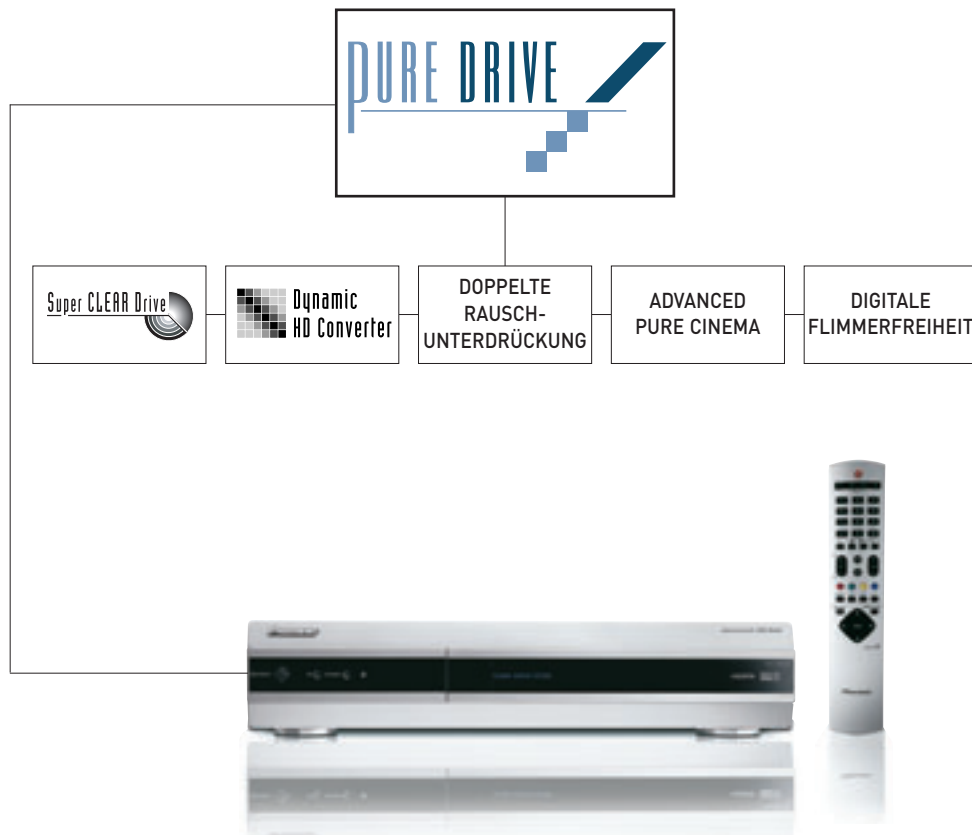 PURE DRIVE
Super CLEAR Drive
Dynamic
HD Converter
DOPPELTE
RAUSCH-
UNTERDRÜCKUNG
ADVANCED
PURE CINEMA
DIGITALE
FLIMMERFREIHEIT